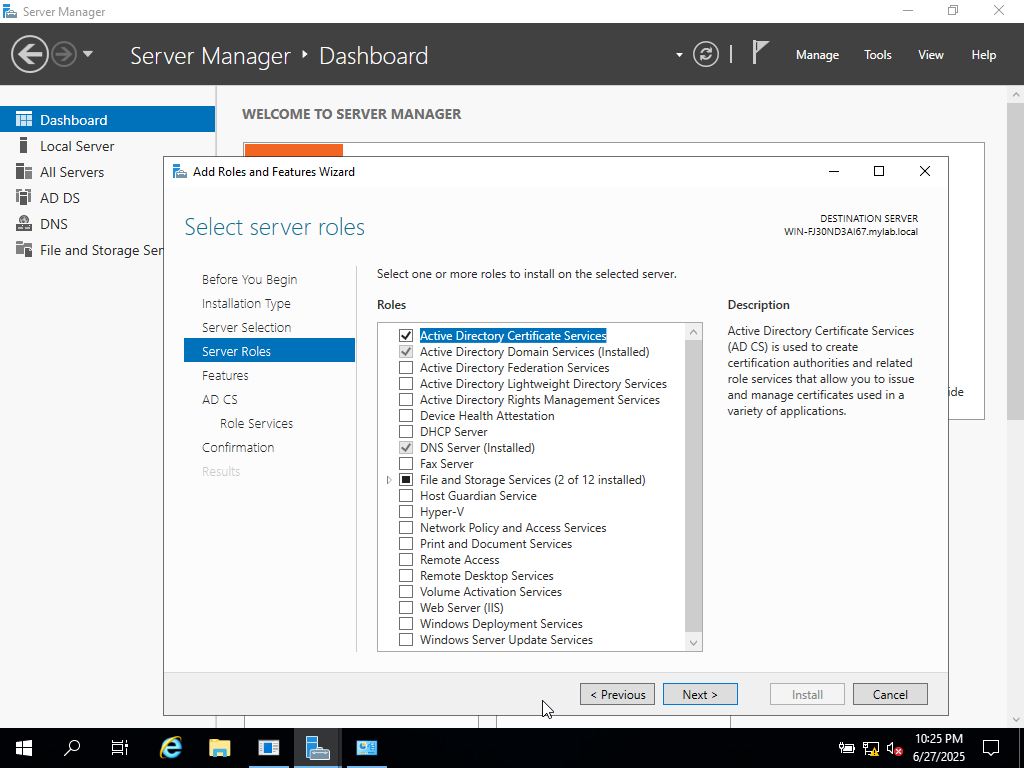 Server Manager
Server Manager ‣ Dashboard
Manage
Tools
View
Help
Dashboard
Local Server
All Servers
AD DS
DNS
File and Storage Ser
WELCOME TO SERVER MANAGER
Add Roles and Features Wizard
Select server roles
DESTINATION SERVER
WIN-FJ30ND3AI67.mylab.local
Before You Begin
Installation Type
Server Selection
Server Roles
Features
AD CS
Role Services
Confirmation
Results
Select one or more roles to install on the selected server.
Roles
Active Directory Certificate Services
Active Directory Domain Services (Installed)
Active Directory Federation Services
Active Directory Lightweight Directory Services
Active Directory Rights Management Services
Device Health Attestation
DHCP Server
DNS Server (Installed)
Fax Server
File and Storage Services (2 of 12 installed)
Host Guardian Service
Hyper-V
Network Policy and Access Services
Print and Document Services
Remote Access
Remote Desktop Services
Volume Activation Services
Web Server (IIS)
Windows Deployment Services
Windows Server Update Services
Description
Active Directory Certificate Services
(AD CS) is used to create
certification authorities and related
role services that allow you to issue
and manage certificates used in a
variety of applications.
ide
< Previous
Next >
Install
Cancel
10:25 PM
6/27/2025